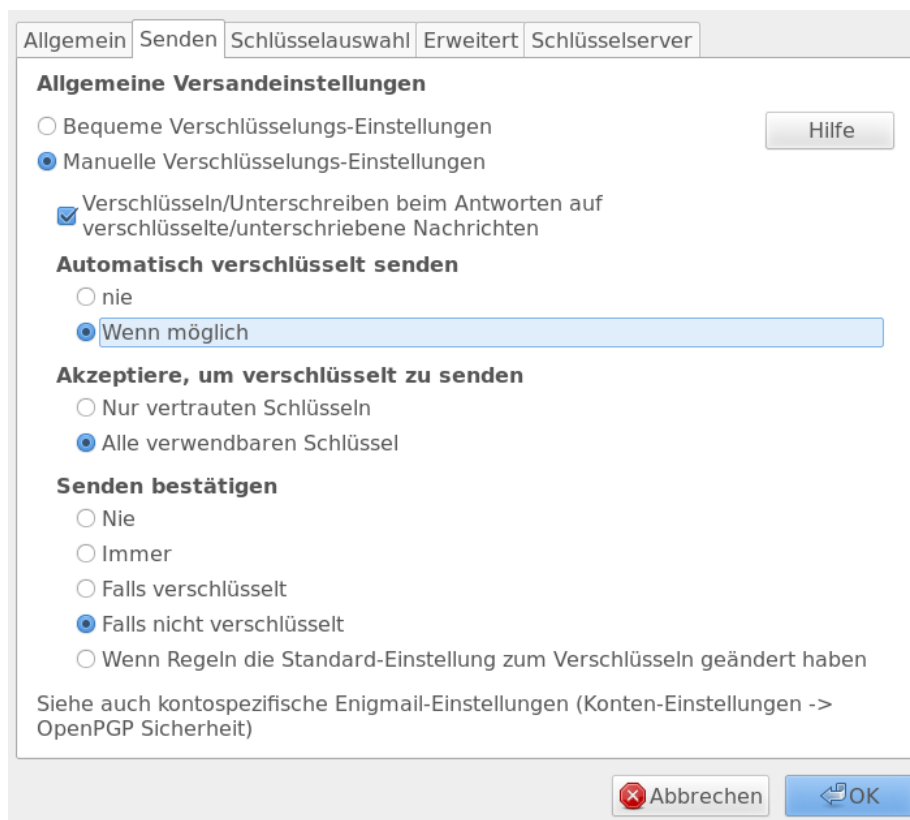 Allgemein Senden Schlüsselauswahl Erweitert Schlüsselserver
Allgemeine Versandeinstellungen
Bequeme Verschlüsselungs-Einstellungen
Hilfe
Manuelle Verschlüsselungs-Einstellungen
Verschlüsseln/Unterschreiben beim Antworten auf
verschlüsselte/unterschriebene Nachrichten
Automatisch verschlüsselt senden
nie
Wenn möglich
Akzeptiere, um verschlüsselt zu senden
Nur vertrauten Schlüsseln
Alle verwendbaren Schlüssel
Senden bestätigen
Nie
Immer
Falls verschlüsselt
Falls nicht verschlüsselt
Wenn Regeln die Standard-Einstellung zum Verschlüsseln geändert haben
Siehe auch kontospezifische Enigmail-Einstellungen (Konten-Einstellungen ->
OpenPGP Sicherheit)
Abbrechen OK